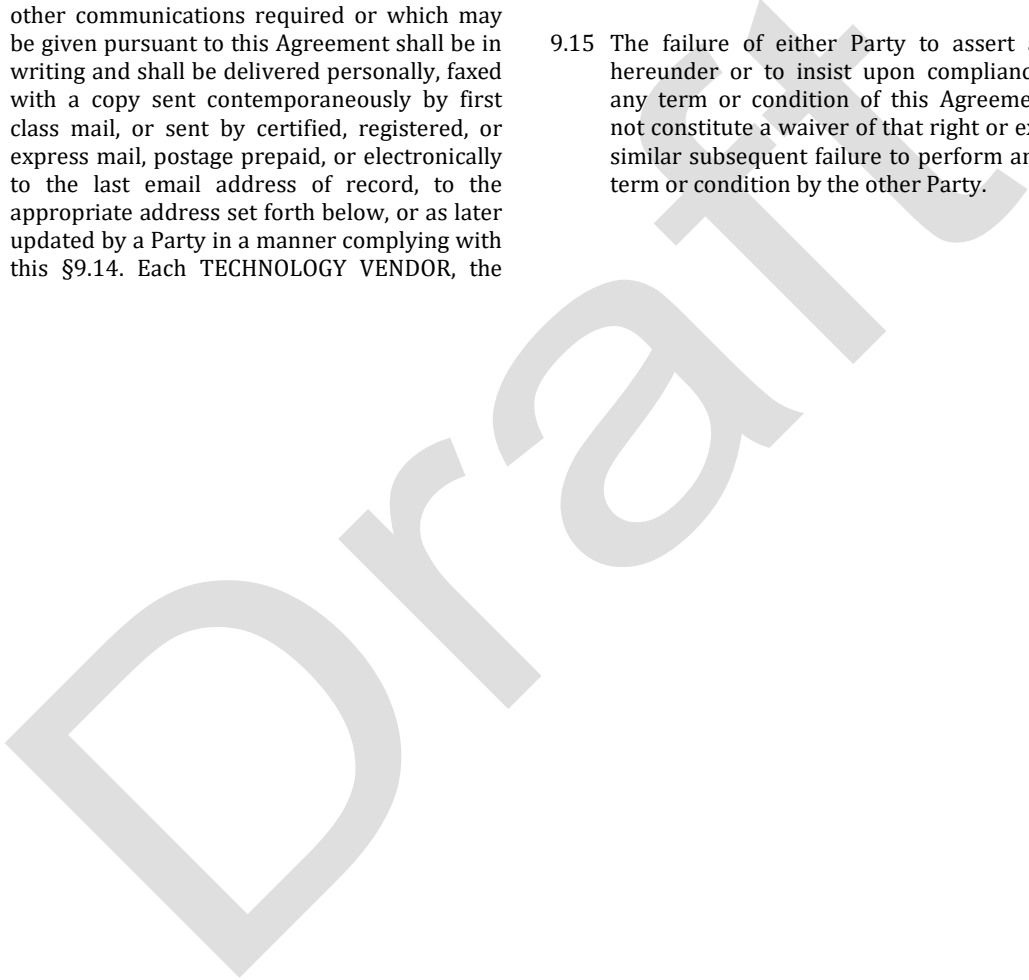 other communications required or which may
be given pursuant to this Agreement shall be in
writing and shall be delivered personally, faxed
with a copy sent contemporaneously by first
class mail, or sent by certified, registered, or
express mail, postage prepaid, or electronically
to the last email address of record, to the
appropriate address set forth below, or as later
updated by a Party in a manner complying with
this §9.14. Each TECHNOLOGY VENDOR, the
9.15 The failure of either Party to assert
hereunder or to insist upon
any term or condition of this
not constitute a waiver of that right or
similar subsequent failure to perform
term or condition by the other Party.
Draft